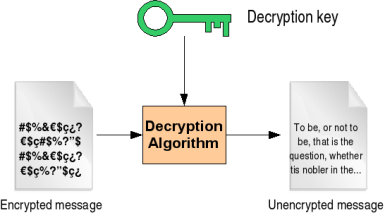 Decryption key
#$%&€$ç¿?
€$ç#$%?"$
#$%&€$ç¿?
€$ç%?"$ç¿
Decryption
Algorithm
To be, or not to
be, that is the
question, whether
tis nobler in the...
Encrypted message
Unencrypted message